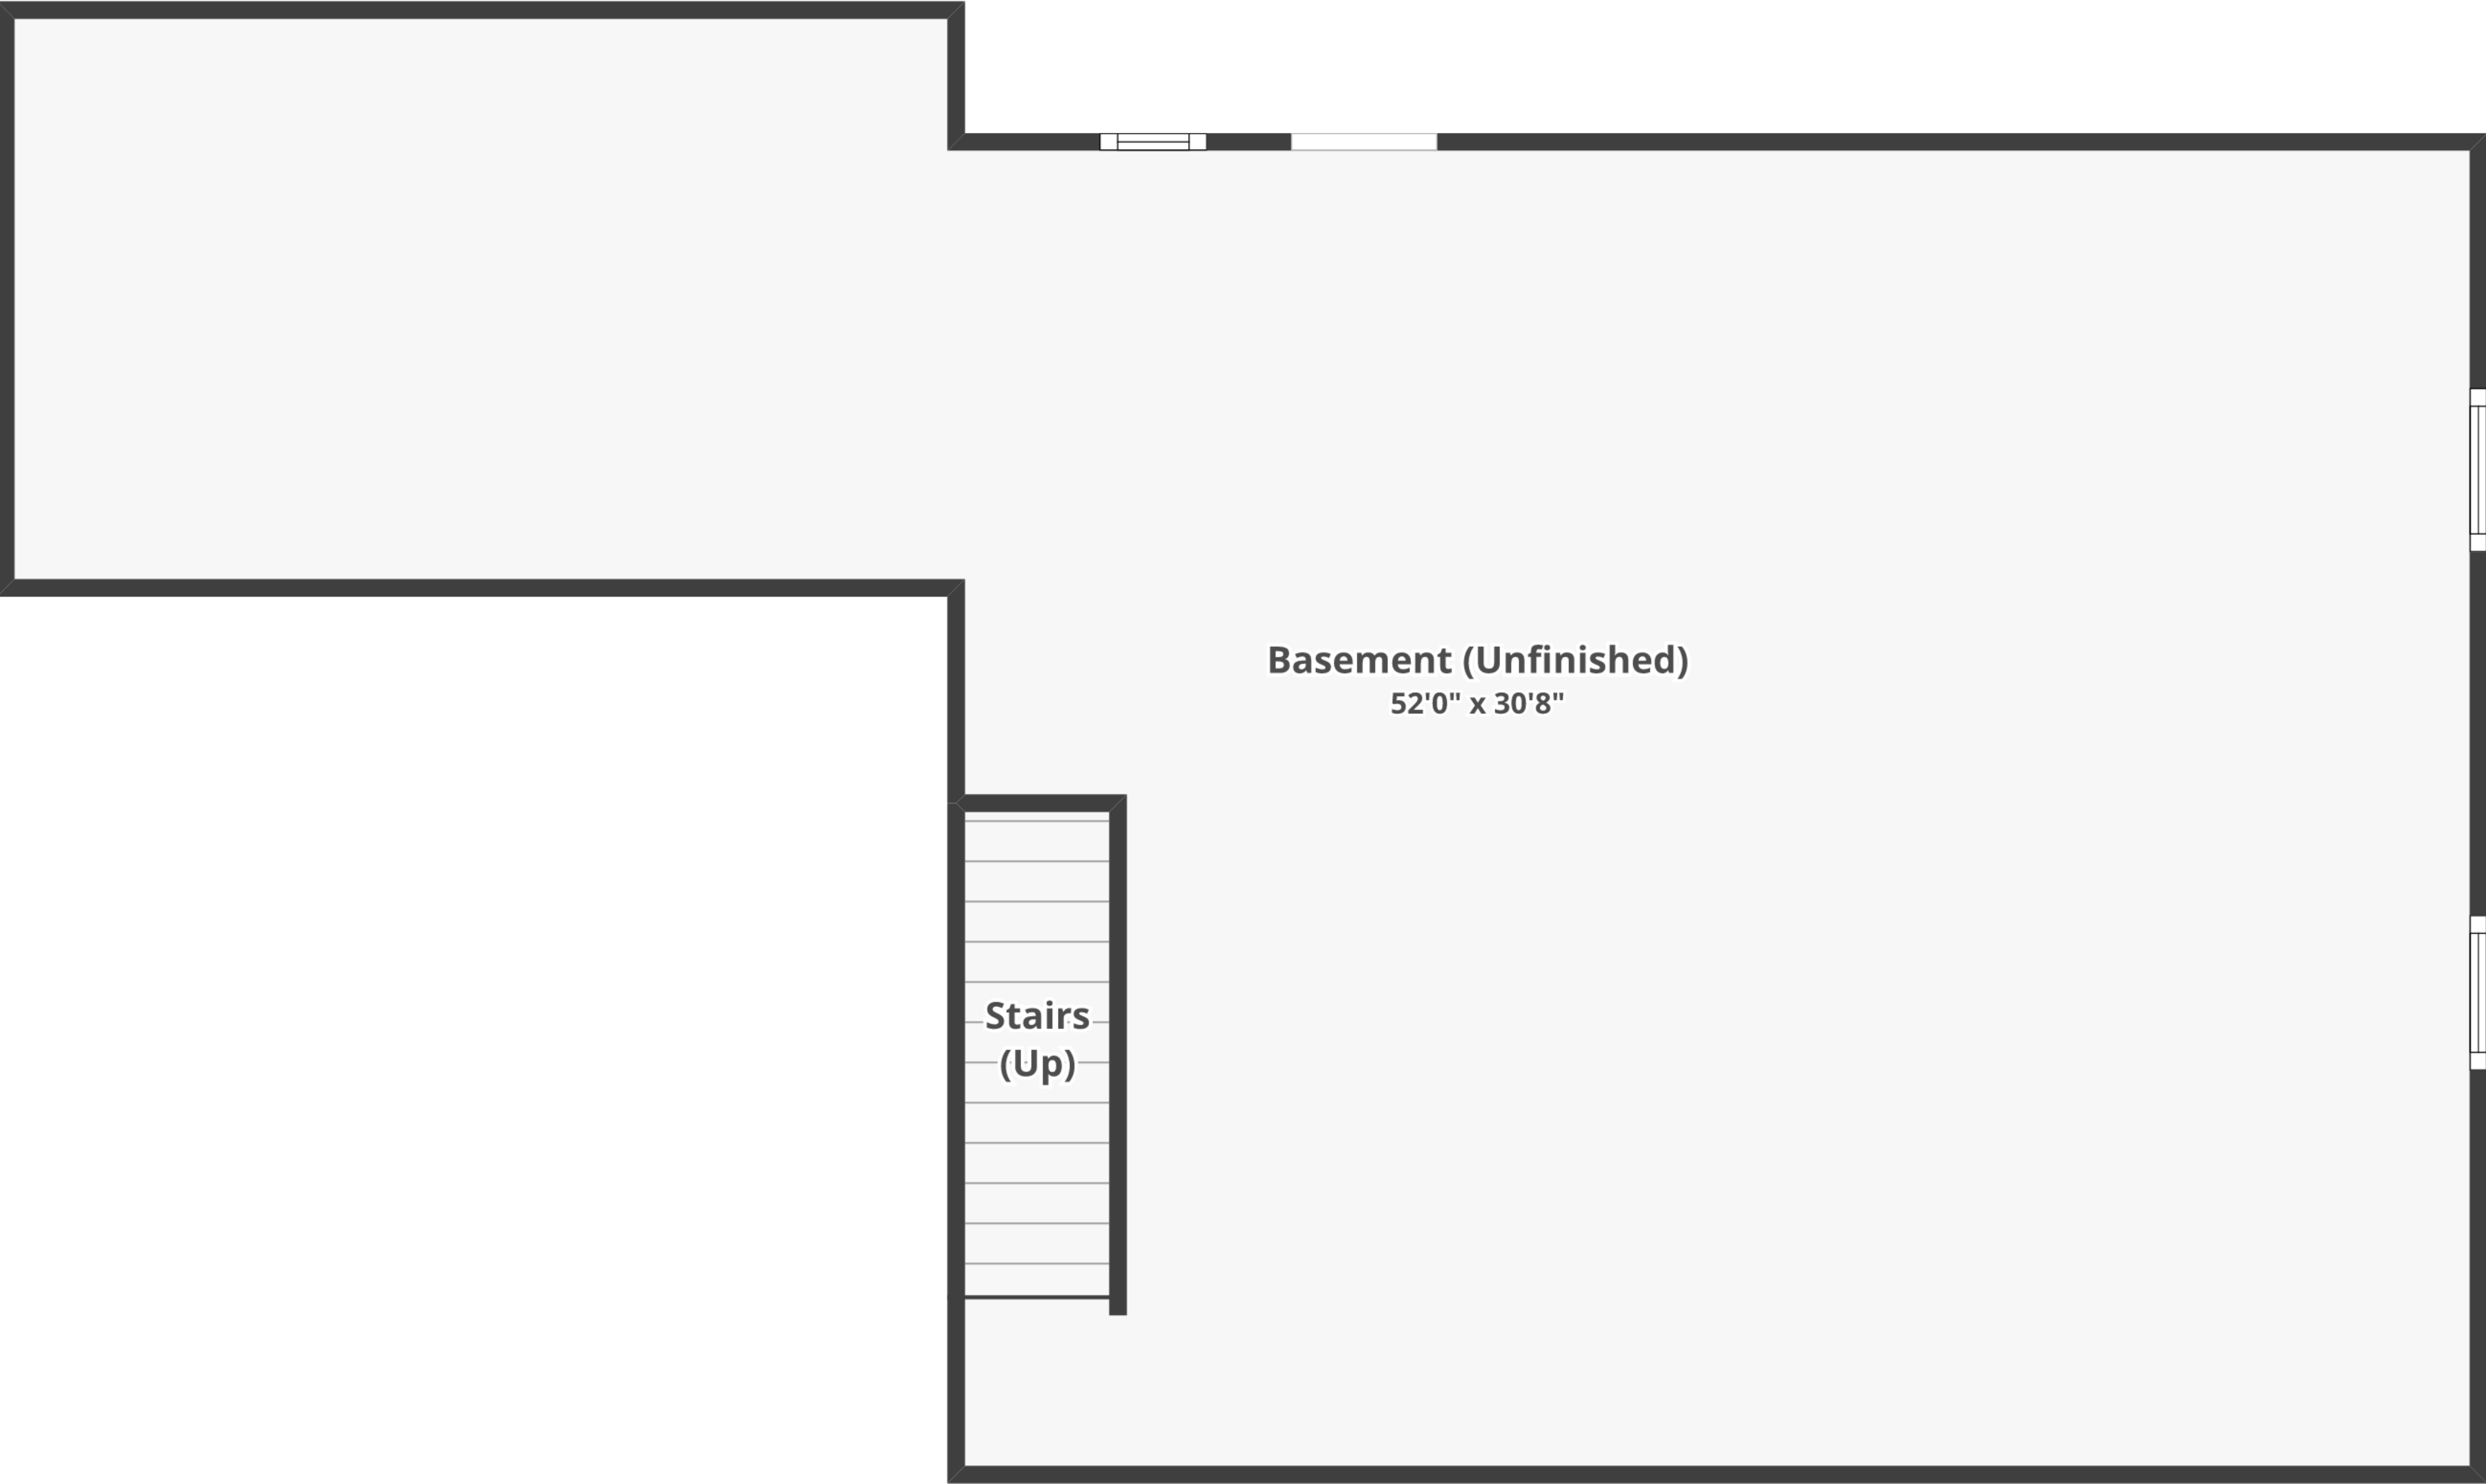 Basement (Unfinished)
52'0" x 30'8"
Stairs
(Up)